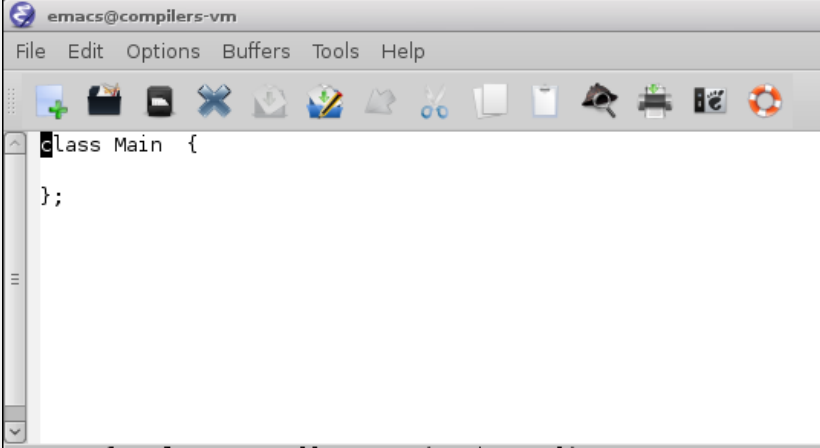 emacs@compilers-vm
File Edit Options Buffers Tools Help
class Main  {
};